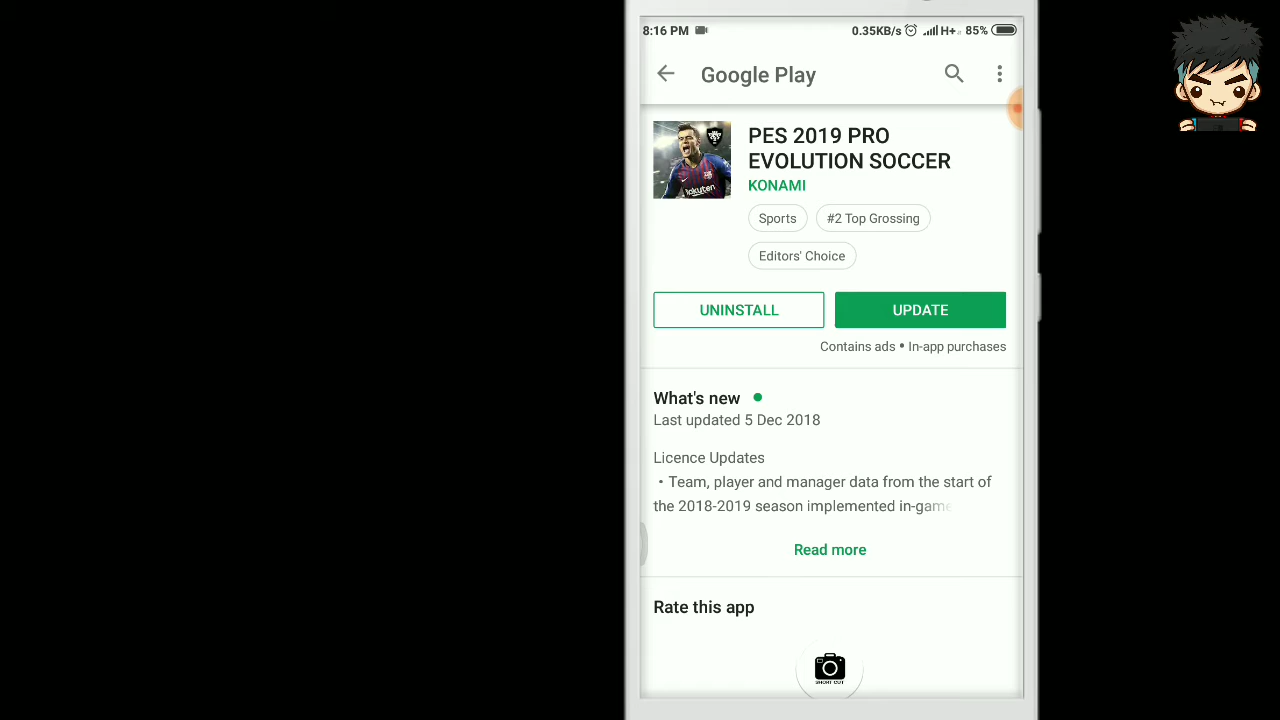 8:16 PM
0.35KB/s H+ 85%
Google Play
PES 2019 PRO
EVOLUTION SOCCER
KONAMI
Rakuten
Sports
#2 Top Grossing
Editors' Choice
UNINSTALL
UPDATE
Contains ads • In-app purchases
What's new
Last updated 5 Dec 2018
Licence Updates
• Team, player and manager data from the start of
the 2018-2019 season implemented in-game
Read more
Rate this app
SHORT CUT